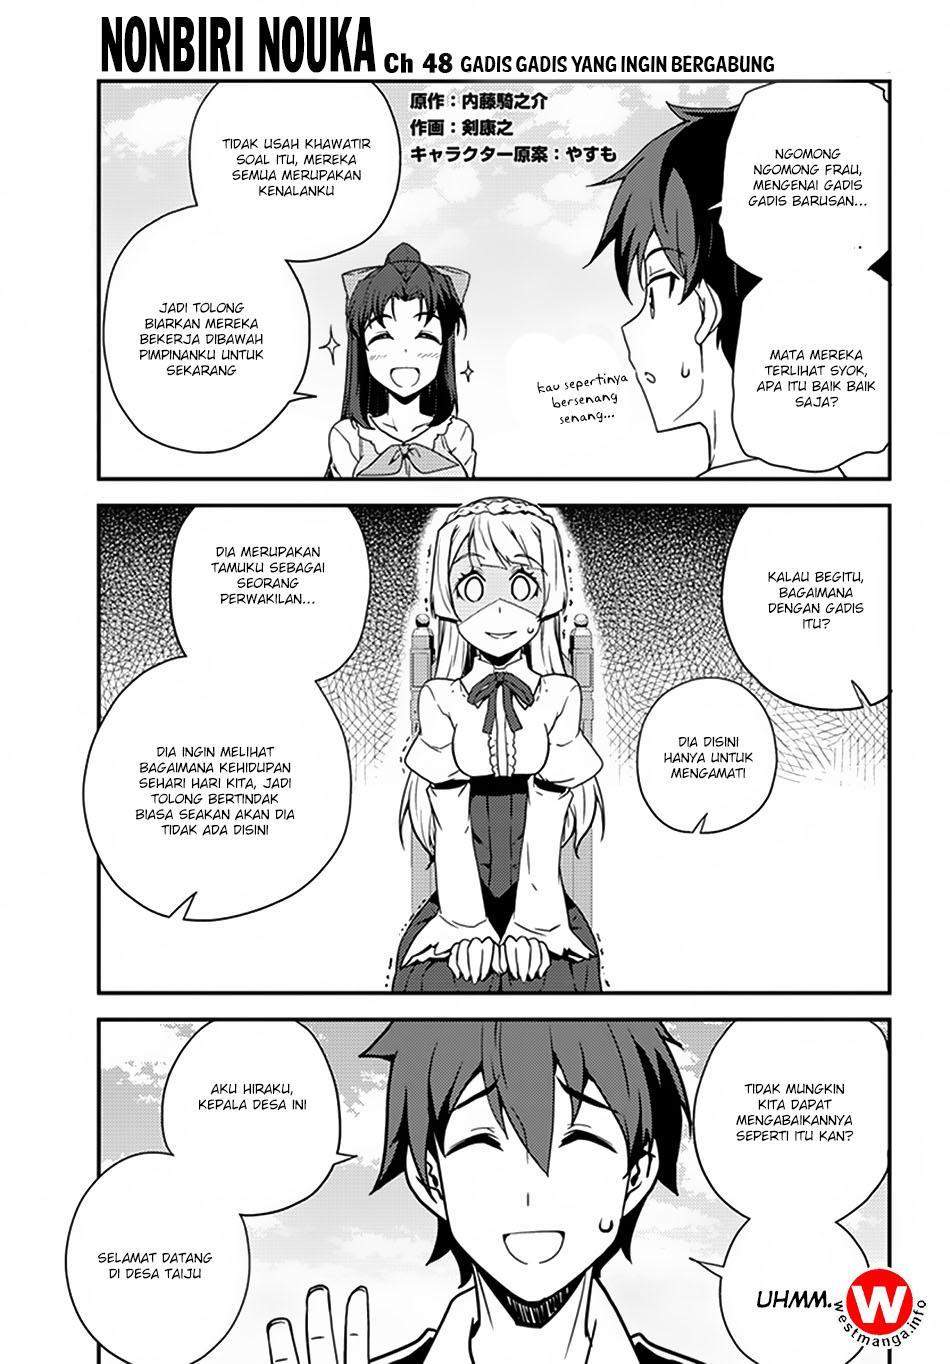 NONBIRI NOUKA Ch 48 GADIS GADIS YANG INGIN BERGABUNG
原作：内藤騎之介
作画：剣康之
キャラクター原案：やすも
NGOMONG
NGOMONG FRAU,
MENGENAI GADIS
GADIS BARUSAN...
MATA MEREKA
TERLIHAT SYOK,
APA ITU BAIK BAIK
SAJA?
TIDAK USAH KHAWATIR
SOAL ITU, MEREKA
SEMUA MERUPAKAN
KENALANKU
JADI TOLONG
BIARKAN MEREKA
BEKERJA DIBAWAH
PIMPINANKU UNTUK
SEKARANG
kau sepertinya
bersenang
senang...
KALAU BEGITU,
BAGAIMANA
DENGAN GADIS
ITU?
DIA DISINI
HANYA UNTUK
MENGAMATI
DIA MERUPAKAN
TAMUKU SEBAGAI
SEORANG
PERWAKILAN...
DIA INGIN MELIHAT
BAGAIMANA KEHIDUPAN
SEHARI HARI KITA, JADI
TOLONG BERTINDAK
BIASA SEAKAN AKAN DIA
TIDAK ADA DISINI
TIDAK MUNGKIN
KITA DAPAT
MENGABAIKANNYA
SEPERTI ITU KAN?
UHMM.
AKU HIRAKU,
KEPALA DESA INI
SELAMAT DATANG
DI DESA TAIJU
W
westmanga.info